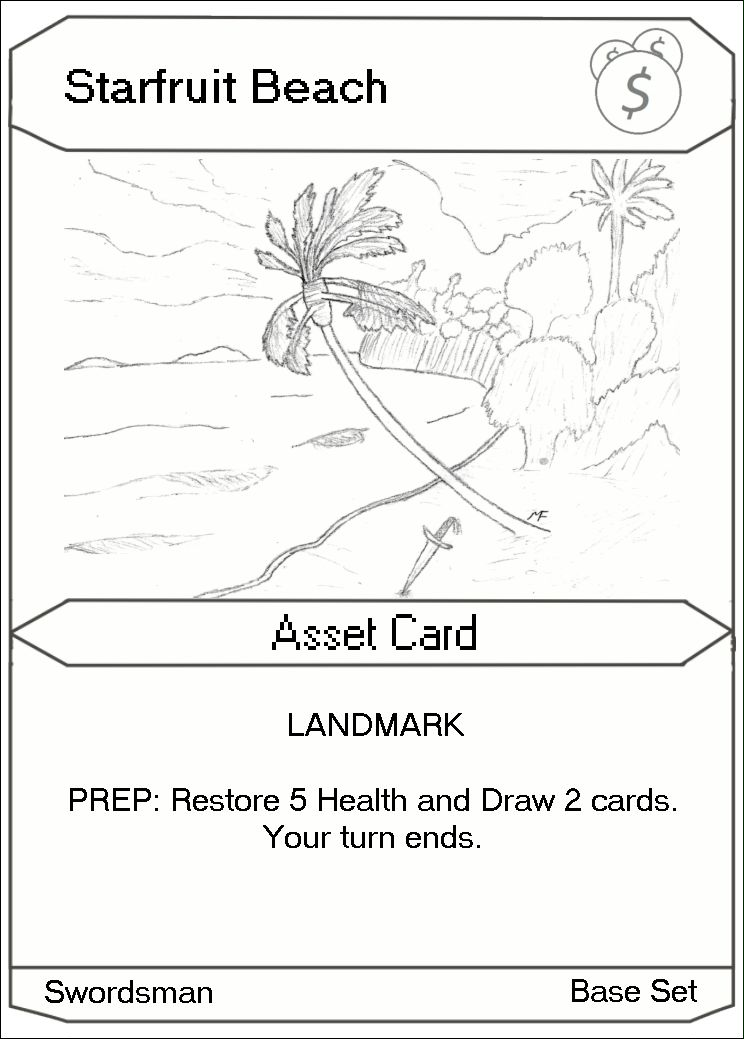 Starfruit Beach
$ $
$
MF
Asset Card
LANDMARK
PREP: Restore 5 Health and Draw 2 cards.
Your turn ends.
Swordsman
Base Set